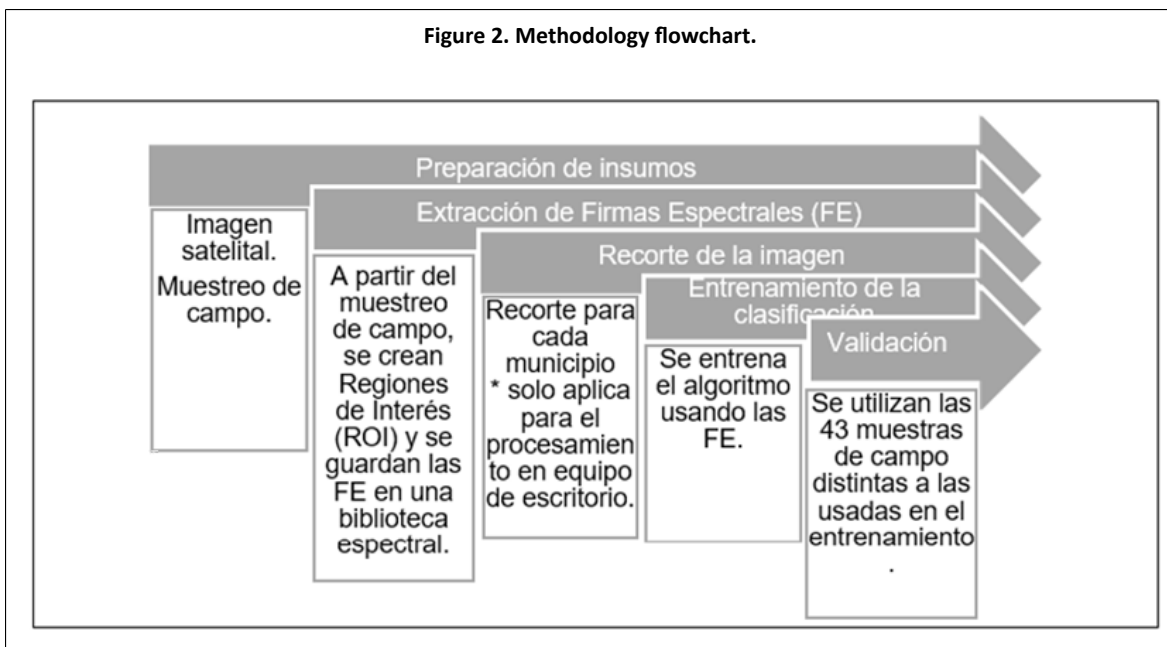 Figure 2. Methodology flowchart.
Preparación de insumos
Imagen
satelital.
Muestreo de
campo.
Extracción de Firmas Espectrales (FE)
A partir del
muestreo
de campo,
se crean
Regiones
de Interés
(ROI) y se
guardan las
FE en una
biblioteca
espectral.
Recorte de la imagen
Recorte para
cada
municipio
* solo aplica
para el
procesamien
to en equipo
de escritorio.
Entrenamiento de la
clasificación
Se entrena
el algoritmo
usando las
FE.
Validación
Se utilizan las
43 muestras
de campo
distintas a las
usadas en el
entrenamiento
.